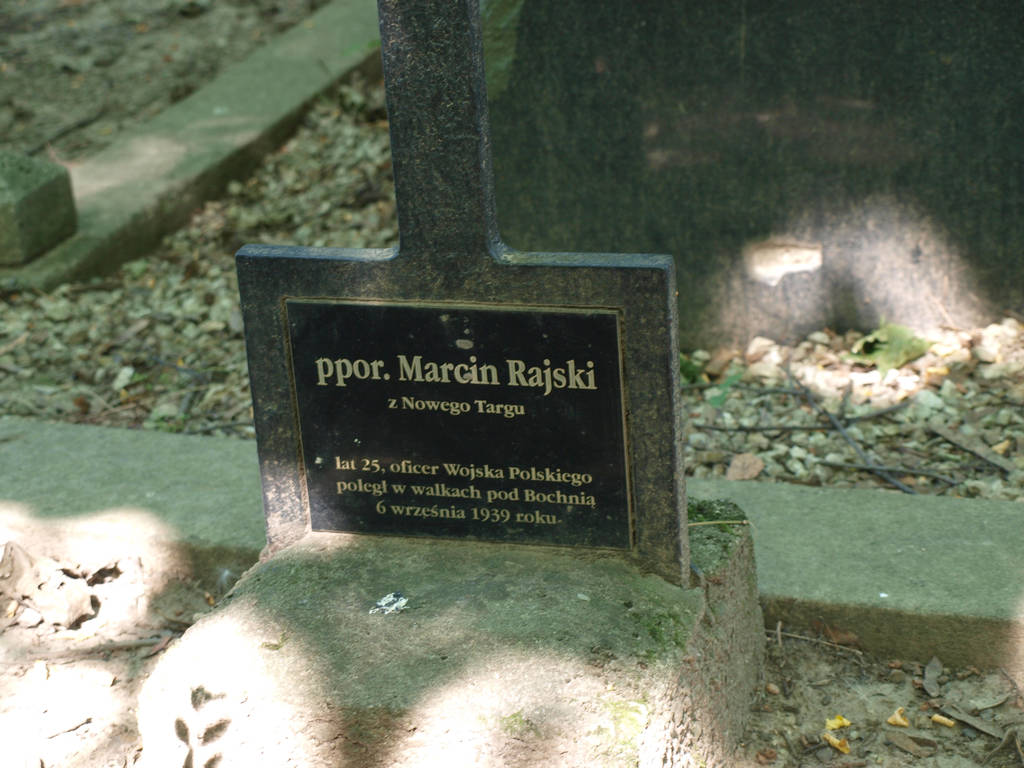 ppor. Marcin Rajski
z Nowego Targu
lat 25, oficer Wojska Polskiego
poległ w walkach pod Bochnią
6 września 1939 roku